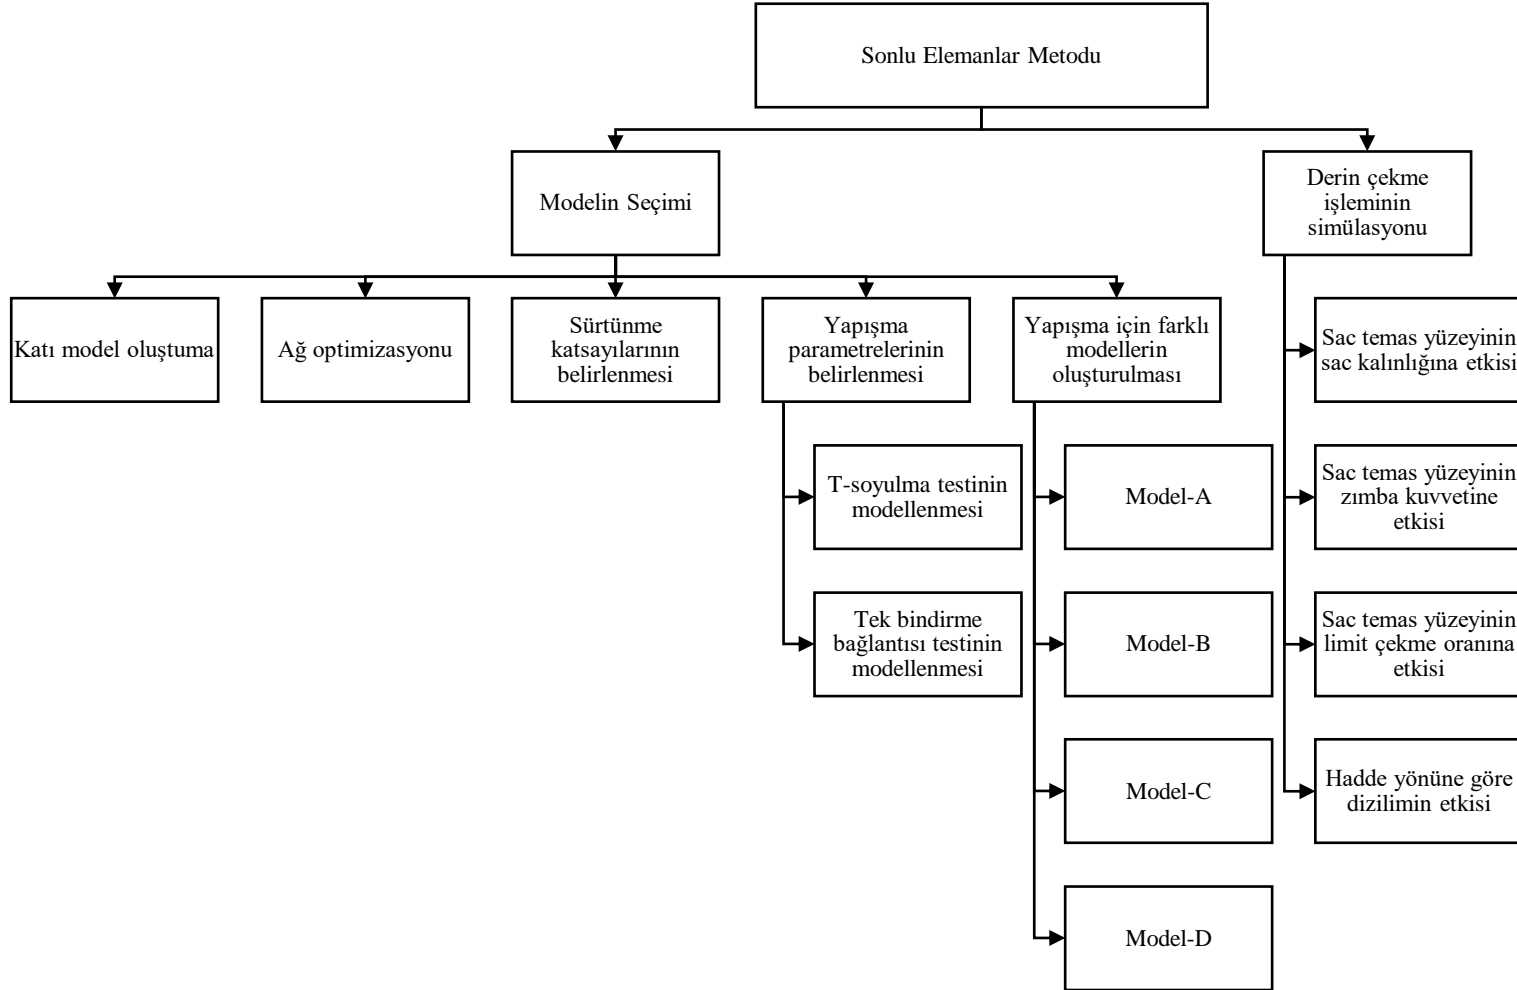 Sonlu Elemanlar Metodu
Modelin Seçimi
Derin çekme
işleminin
simülasyonu
Katı model oluştuma
Ağ optimizasyonu
Sürtünme
katsayılarının
belirlenmesi
Yapışma
parametrelerinin
belirlenmesi
Yapışma için farklı
modellerin
oluşturulması
Sac temas yüzeyinin
sac kalınlığına etkisi
T-soyulma testinin
modellenmesi
Model-A
Sac temas yüzeyinin
zımba kuvvetine
etkisi
Tek bindirme
bağlantısı testinin
modellenmesi
Model-B
Sac temas yüzeyinin
limit çekme oranına
etkisi
Model-C
Hadde yönüne göre
dizilimin etkisi
Model-D